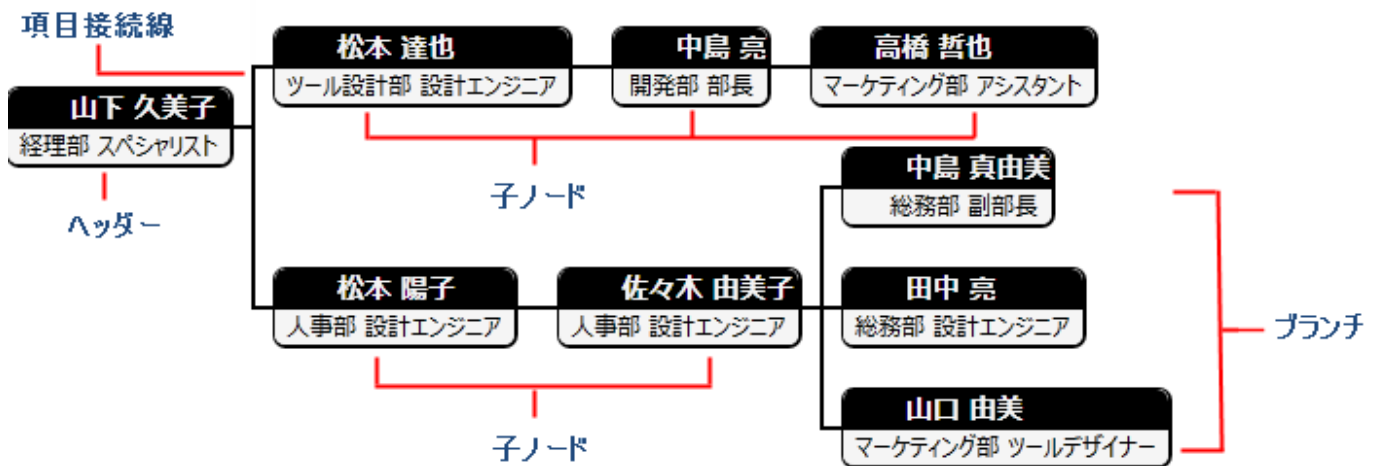 項目接続線
松本 達也
ツール設計部 設計エンジニア
中島 亮
開発部 部長
高橋 哲也
マーケティング部 アシスタント
山下 久美子
経理部 スペシャリスト
ヘッダー
子ノード
中島 真由美
総務部 副部長
松本 陽子
人事部 設計エンジニア
佐々木 由美子
人事部 設計エンジニア
田中 亮
総務部 設計エンジニア
ブランチ
山口 由美
マーケティング部 ツールデザイナー
子ノード